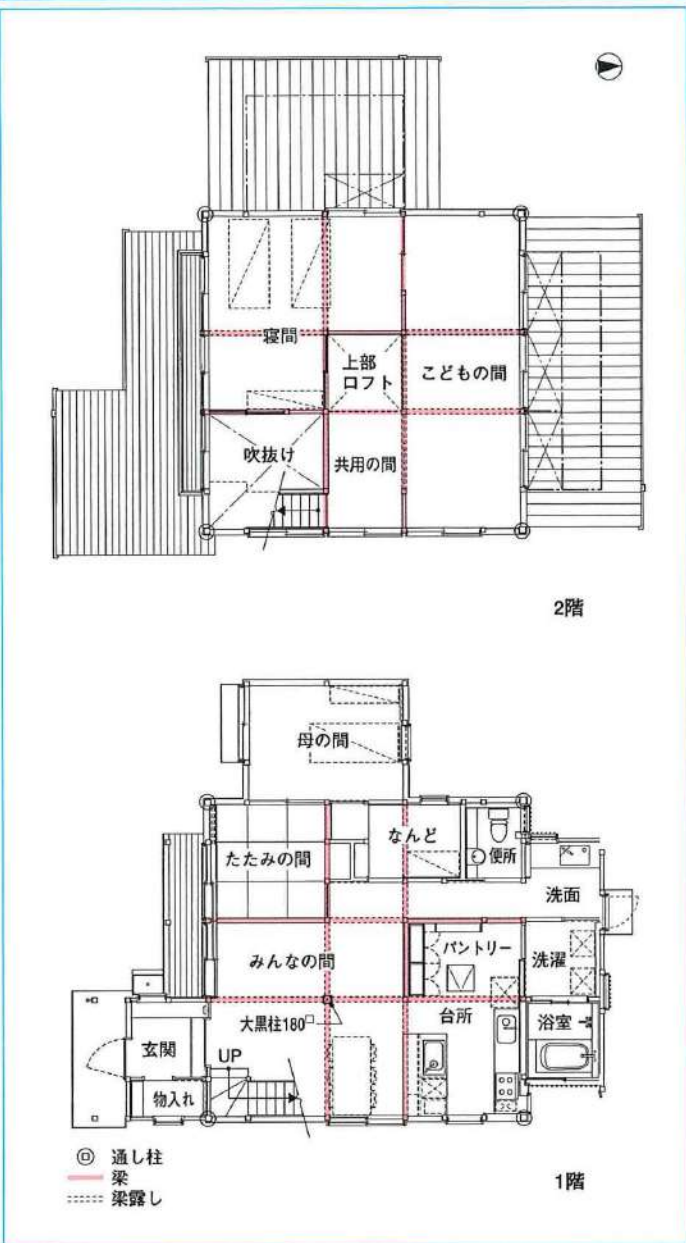 寝間
上部
ロフト
こどもの間
吹抜け
共用の間
2階
母の間
たたみの間
なんど
便所
洗面
みんなの間
パントリー
洗濯
大黒柱180□
台所
浴室
玄関
UP
物入れ
通し柱
梁
梁露し
1階